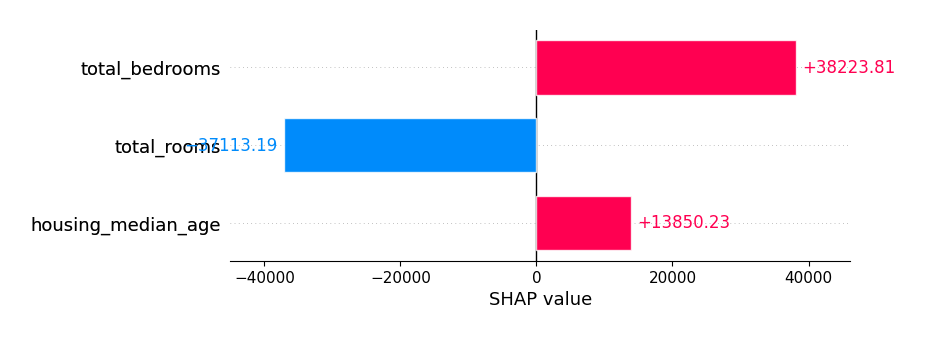 total_bedrooms
+38223.81
total_rooms
−37113.19
housing_median_age
+13850.23
−40000
−20000
0
20000
40000
SHAP value